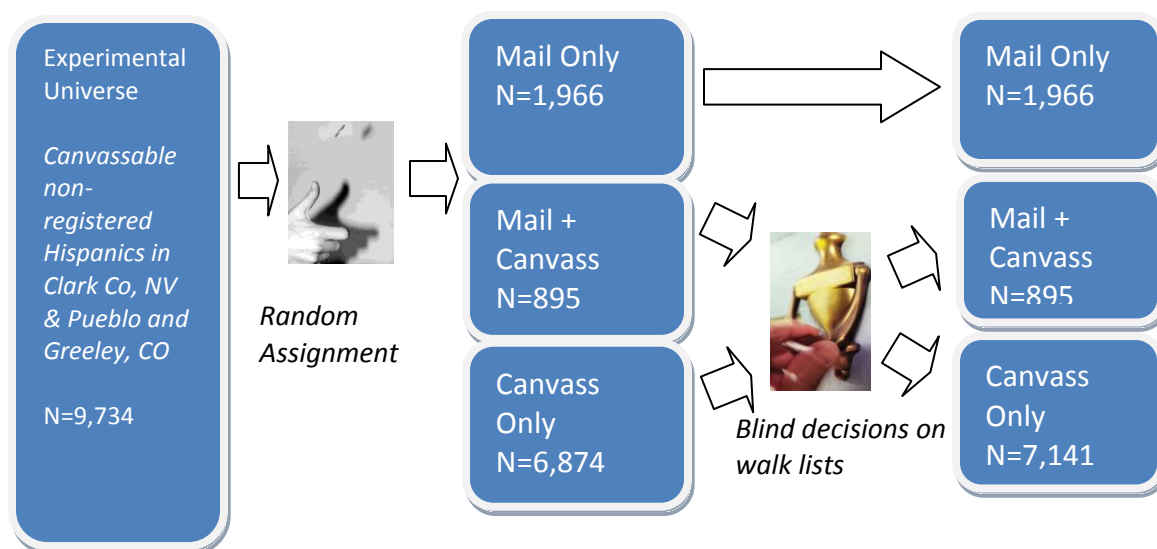 Experimental
Universe
Canvassable
non-
registered
Hispanics in
Clark Co, NV
& Pueblo and
Greeley, CO
N=9,734
Random
Assignment
Mail Only
N=1,966
Mail +
Canvass
N=895
Canvass
Only
N=6,874
Blind decisions on
walk lists
Mail Only
N=1,966
Mail +
Canvass
N=895
Canvass
Only
N=7,141